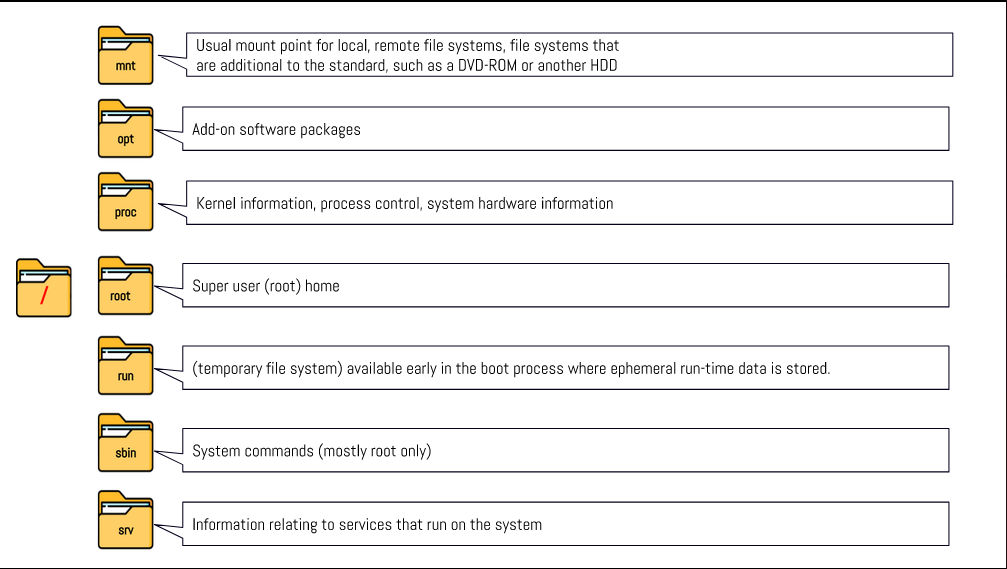 mnt
Usual mount point for local, remote file systems, file systems that
are additional to the standard, such as a DVD-ROM or another HDD
opt
Add-on software packages
proc
Kernel information, process control, system hardware information
/
root
Super user (root) home
run
(temporary file system) available early in the boot process where ephemeral run-time data is stored.
sbin
System commands (mostly root only)
srv
Information relating to services that run on the system